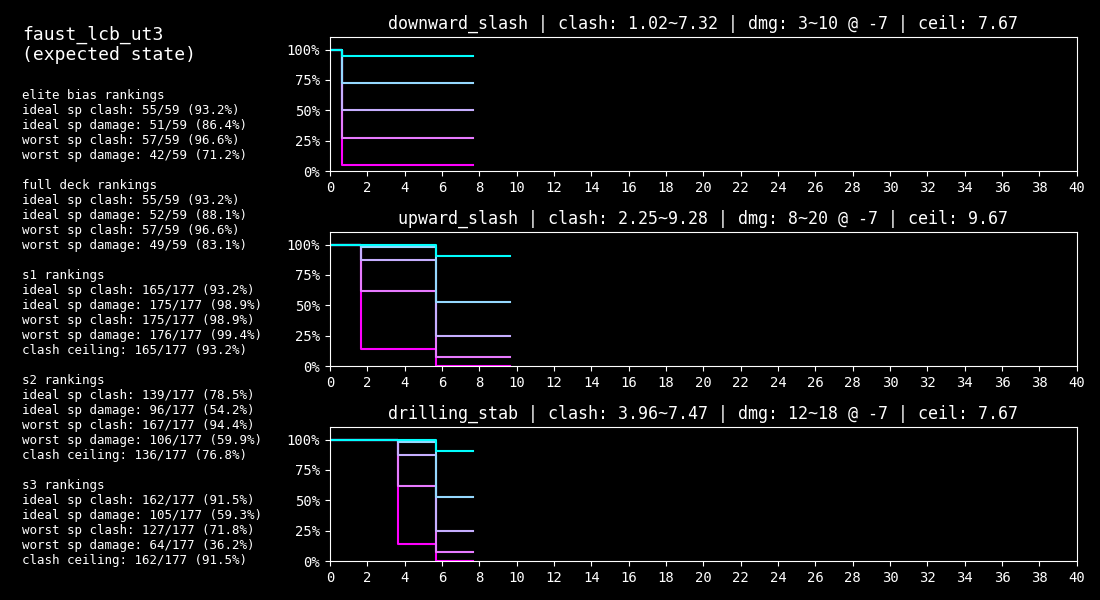 faust_lcb_ut3
(expected state)
elite bias rankings
ideal sp clash: 55/59 (93.2%)
ideal sp damage: 51/59 (86.4%)
worst sp clash: 57/59 (96.6%)
worst sp damage: 42/59 (71.2%)
full deck rankings
ideal sp clash: 55/59 (93.2%)
ideal sp damage: 52/59 (88.1%)
worst sp clash: 57/59 (96.6%)
worst sp damage: 49/59 (83.1%)
s1 rankings
ideal sp clash: 165/177 (93.2%)
ideal sp damage: 175/177 (98.9%)
worst sp clash: 175/177 (98.9%)
worst sp damage: 176/177 (99.4%)
clash ceiling: 165/177 (93.2%)
s2 rankings
ideal sp clash: 139/177 (78.5%)
ideal sp damage: 96/177 (54.2%)
worst sp clash: 167/177 (94.4%)
worst sp damage: 106/177 (59.9%)
clash ceiling: 136/177 (76.8%)
s3 rankings
ideal sp clash: 162/177 (91.5%)
ideal sp damage: 105/177 (59.3%)
worst sp clash: 127/177 (71.8%)
worst sp damage: 64/177 (36.2%)
clash ceiling: 162/177 (91.5%)
downward_slash | clash: 1.02~7.32 | dmg: 3~10 @ -7 | ceil: 7.67
100%
75%
50%
25%
0%
0 2 4 6 8 10 12 14 16 18 20 22 24 26 28 30 32 34 36 38 40
upward_slash | clash: 2.25~9.28 | dmg: 8~20 @ -7 | ceil: 9.67
100%
75%
50%
25%
0%
0 2 4 6 8 10 12 14 16 18 20 22 24 26 28 30 32 34 36 38 40
drilling_stab | clash: 3.96~7.47 | dmg: 12~18 @ -7 | ceil: 7.67
100%
75%
50%
25%
0%
0 2 4 6 8 10 12 14 16 18 20 22 24 26 28 30 32 34 36 38 40